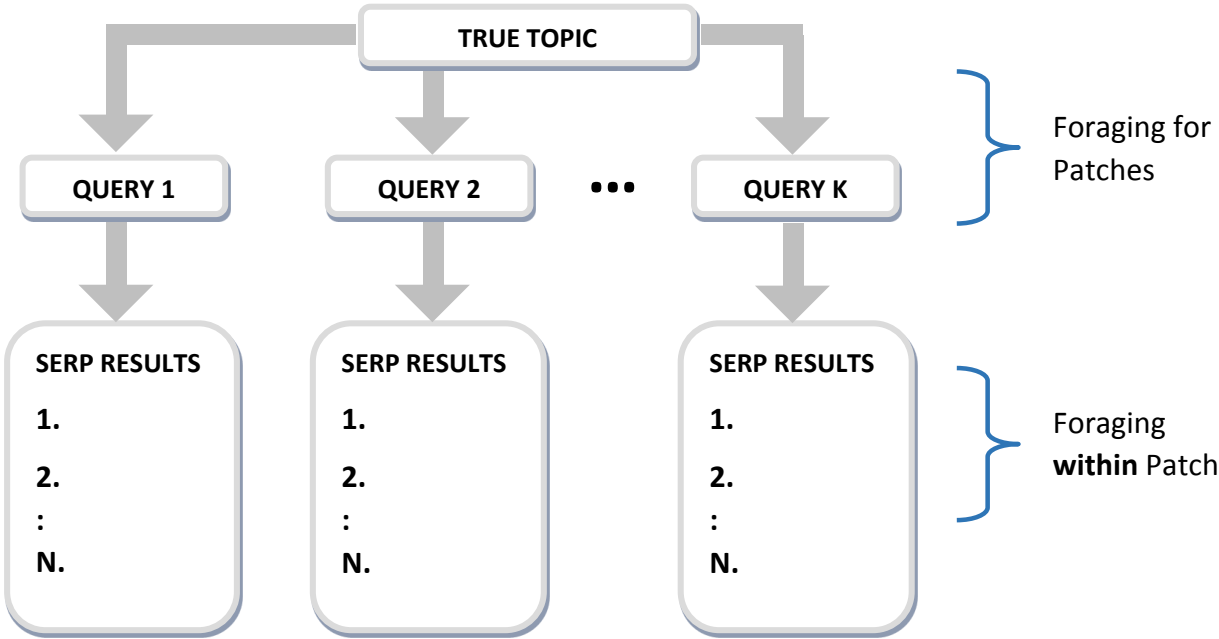 TRUE TOPIC
Foraging for
Patches
QUERY 1
QUERY 2
•••
QUERY K
SERP RESULTS
1.
2.
:
N.
SERP RESULTS
1.
2.
:
N.
SERP RESULTS
1.
2.
:
N.
Foraging
within Patch